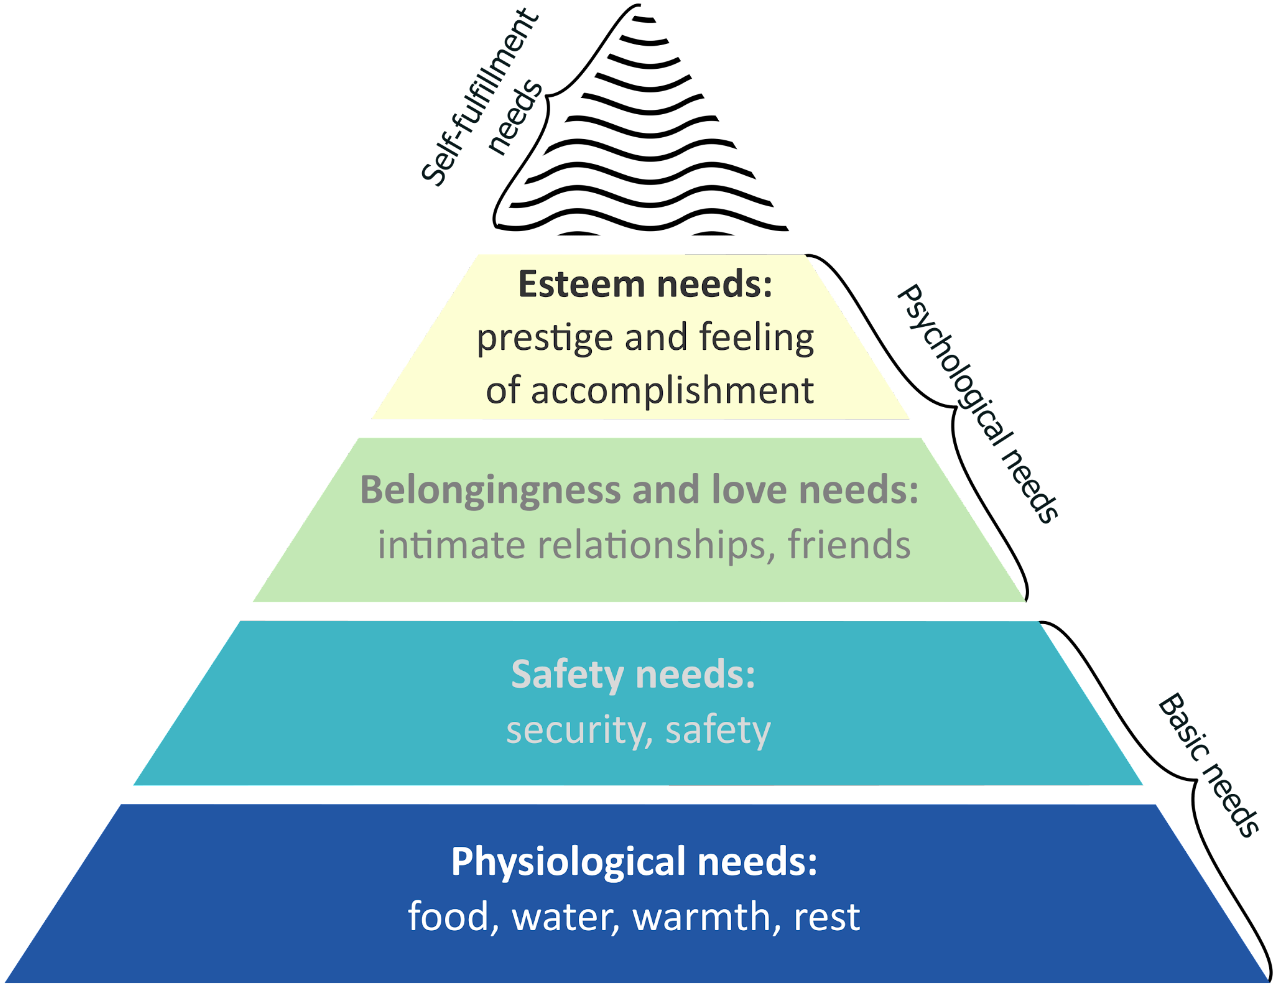 Self-fulfillment
needs
Esteem needs:
prestige and feeling
of accomplishment
Psychological needs
Belongingness and love needs:
intimate relationships, friends
Safety needs:
security, safety
Basic needs
Physiological needs:
food, water, warmth, rest